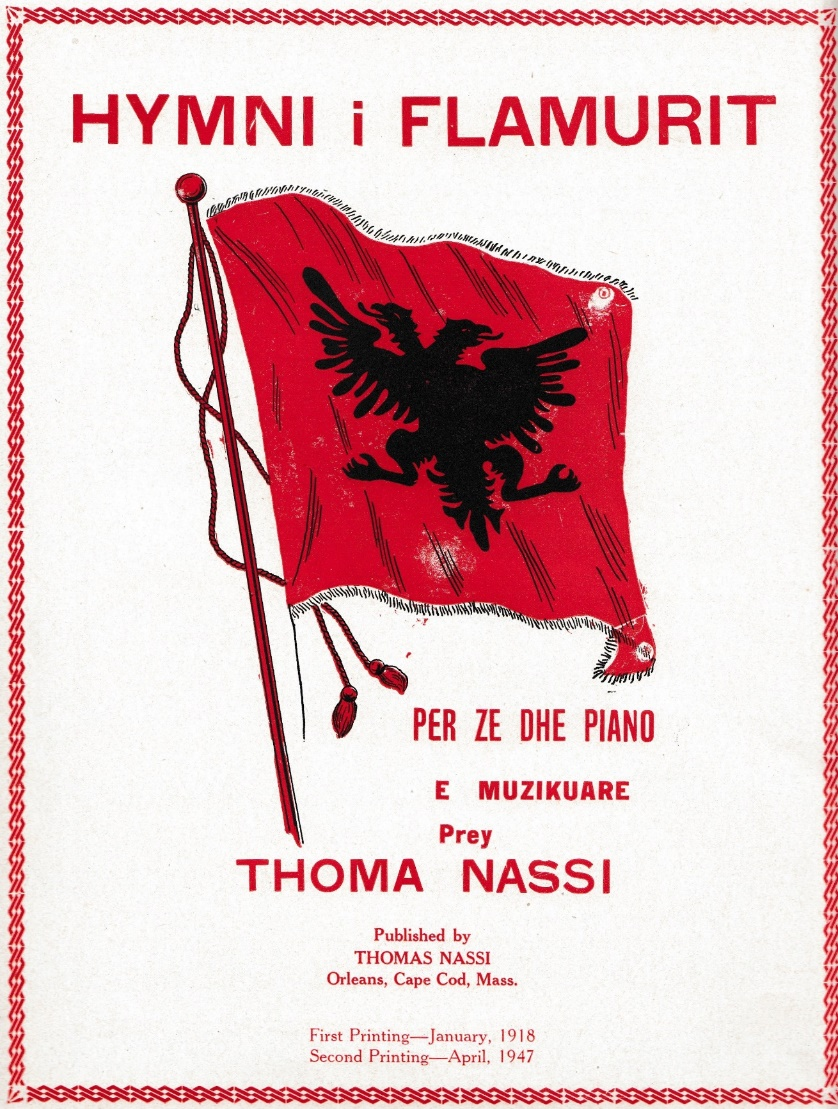 HYMNI i FLAMURIT
PER ZE DHE PIANO
E MUZIKUARE
Prey
THOMA NASSI
Published by
THOMAS NASSI
Orleans, Cape Cod, Mass.
First Printing—January, 1918
Second Printing—April, 1947